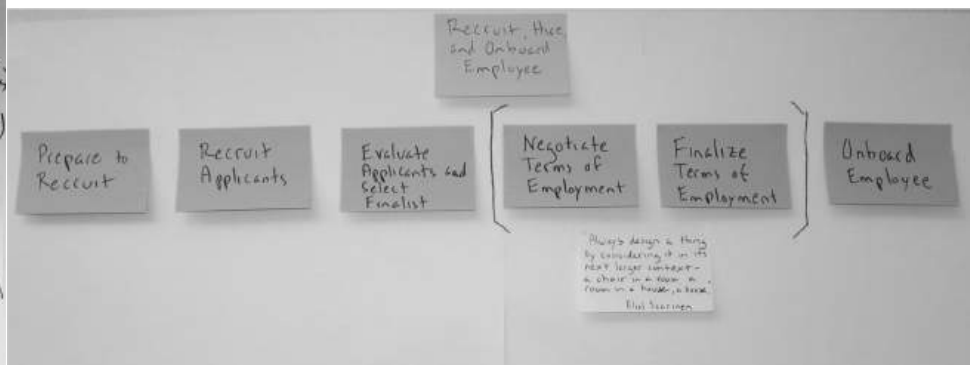 Recruit, Hire,
and Onboard
Employee
Prepare to
Recruit
Recruit
Applicants
Evaluate
Applicants and
Select
Finalist
Negotiate
Terms of
Employment
Finalize
Terms of
Employment
Onboard
Employee
Always design a thing
by considering it in its
next larger context-
a chair in a room a
room in a house, a house
Eliel Saarinen